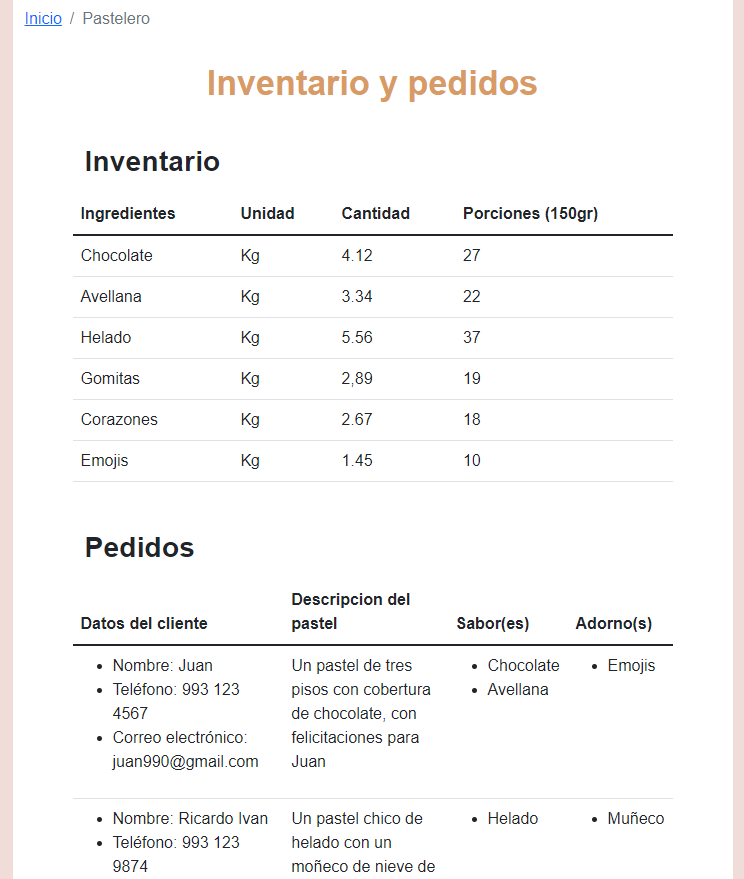 Inicio / Pastelero
Inventario y pedidos
Inventario
Ingredientes Unidad Cantidad Porciones (150gr)
Chocolate Kg 4.12 27
Avellana Kg 3.34 22
Helado Kg 5.56 37
Gomitas Kg 2,89 19
Corazones Kg 2.67 18
Emojis Kg 1.45 10
Pedidos
Datos del cliente Descripcion del pastel Sabor(es) Adorno(s)
• Nombre: Juan Un pastel de tres • Chocolate • Emojis
• Teléfono: 993 123 pisos con cobertura • Avellana
4567 de chocolate, con
• Correo electrónico: felicitaciones para
juan990@gmail.com Juan
• Nombre: Ricardo Ivan Un pastel chico de • Helado • Muñeco
• Teléfono: 993 123 helado con un
9874 moñeco de nieve de